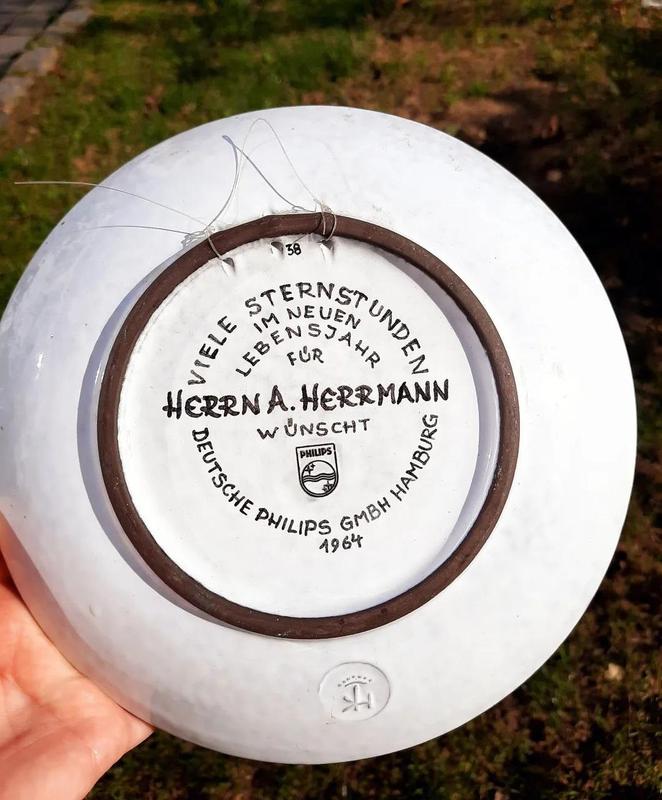 38
VIELE STERNSTUNDEN
IM NEUEN
LEBENSJAHR
FÜR
HERRN A. HERRMANN
WÜNSCHT
PHILIPS
DEUTSCHE PHILIPS GMBH HAMBURG
1964